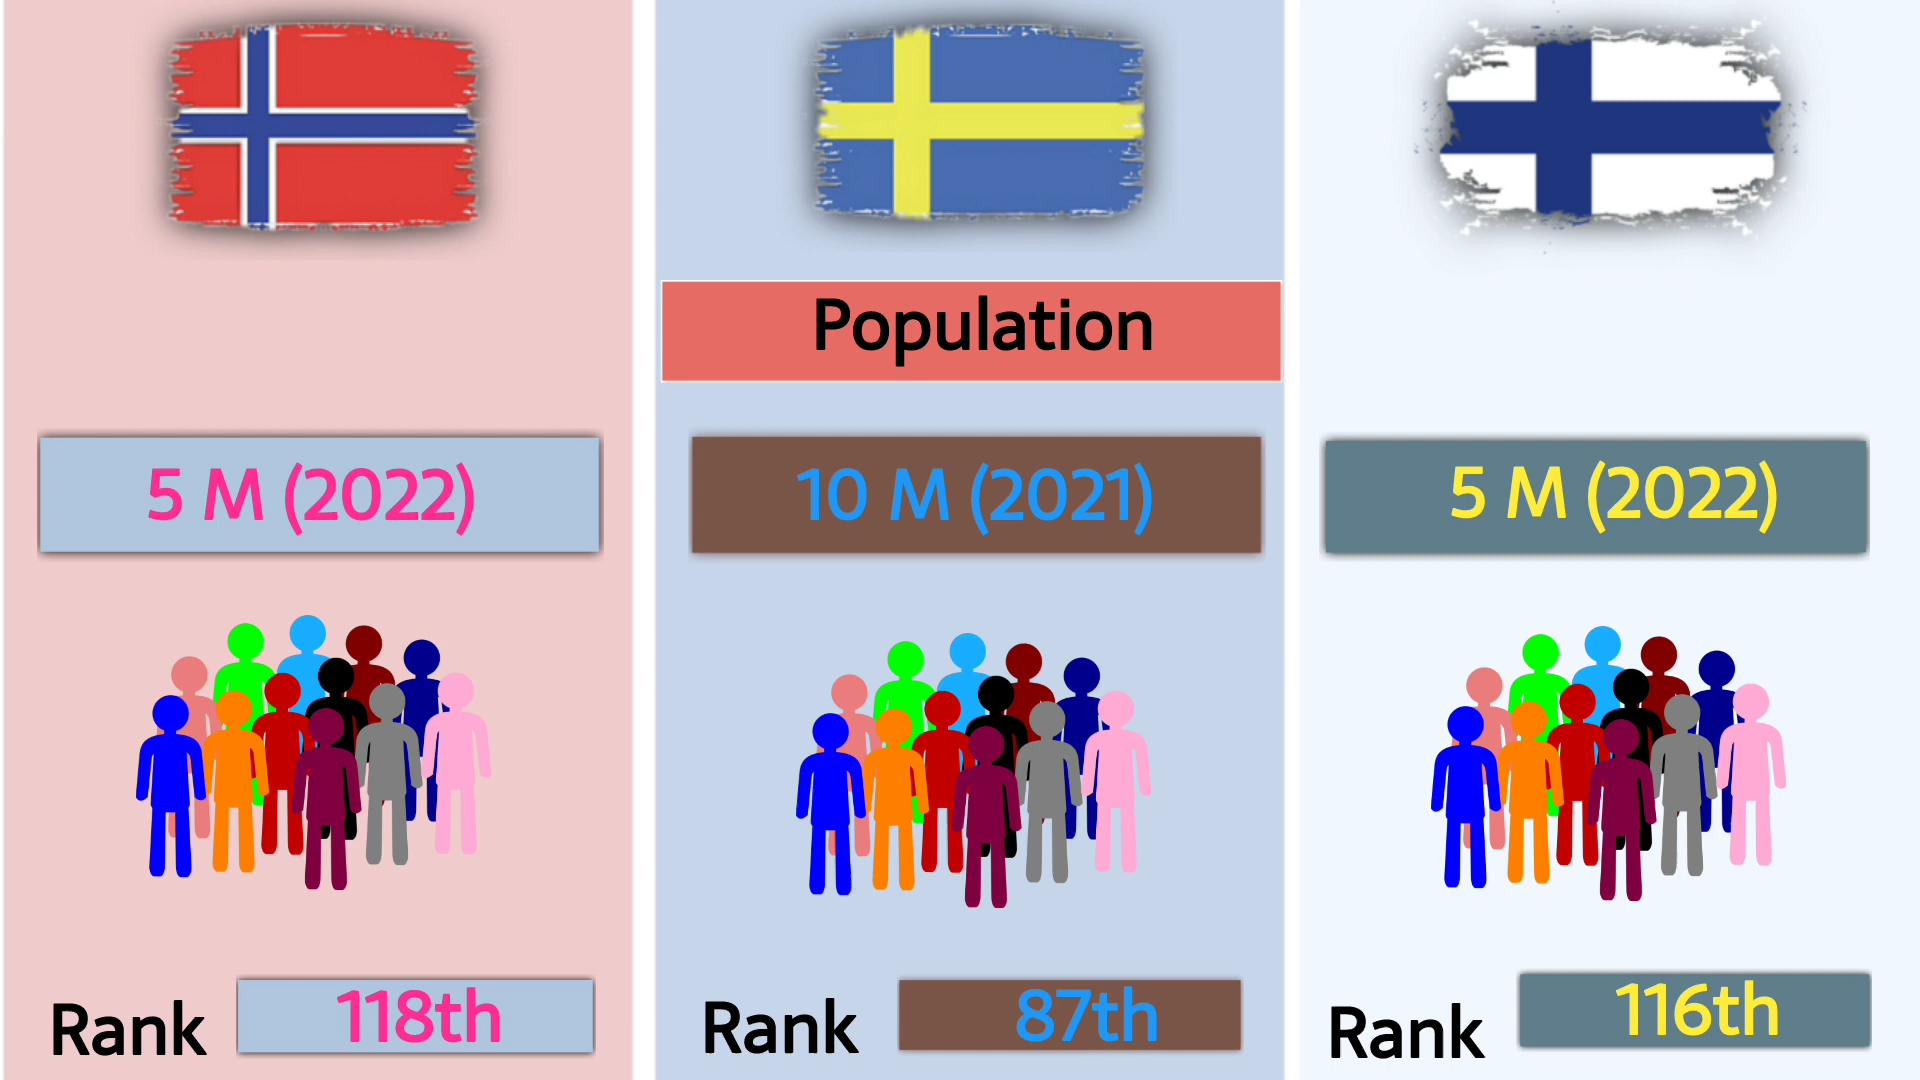 Population
5 M (2022)
10 M (2021)
5 M (2022)
Rank 118th
Rank 87th
Rank 116th